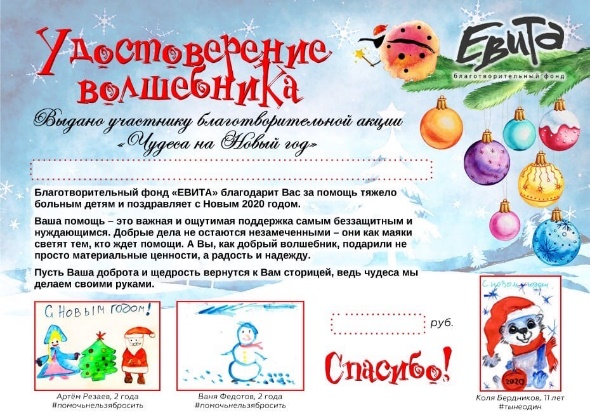 Удостоверение
волшебника
ЕВИТА
благотворительный фонд
Выдано участнику благотворительной акции
«Чудеса на Новый год»
Благотворительный фонд «ЕВИТА» благодарит Вас за помощь тяжело
больным детям и поздравляет с Новым 2020 годом.
Ваша помощь – это важная и ощутимая поддержка самым беззащитным и
нуждающимся. Добрые дела не остаются незамеченными – они как маяки
светят тем, кто ждет помощи. А Вы, как добрый волшебник, подарили не
просто материальные ценности, а радость и надежду.
Пусть Ваша доброта и щедрость вернутся к Вам сторицей, ведь чудеса мы
делаем своими руками.
С НОВЫМ ГОДОМ!
С новым годом
руб.
Спасибо!
Артём Резаев, 2 года
#помочьнельзябросить
Ваня Федотов, 2 года
#помочьнельзябросить
Коля Бердников, 11 лет
#тынеодин